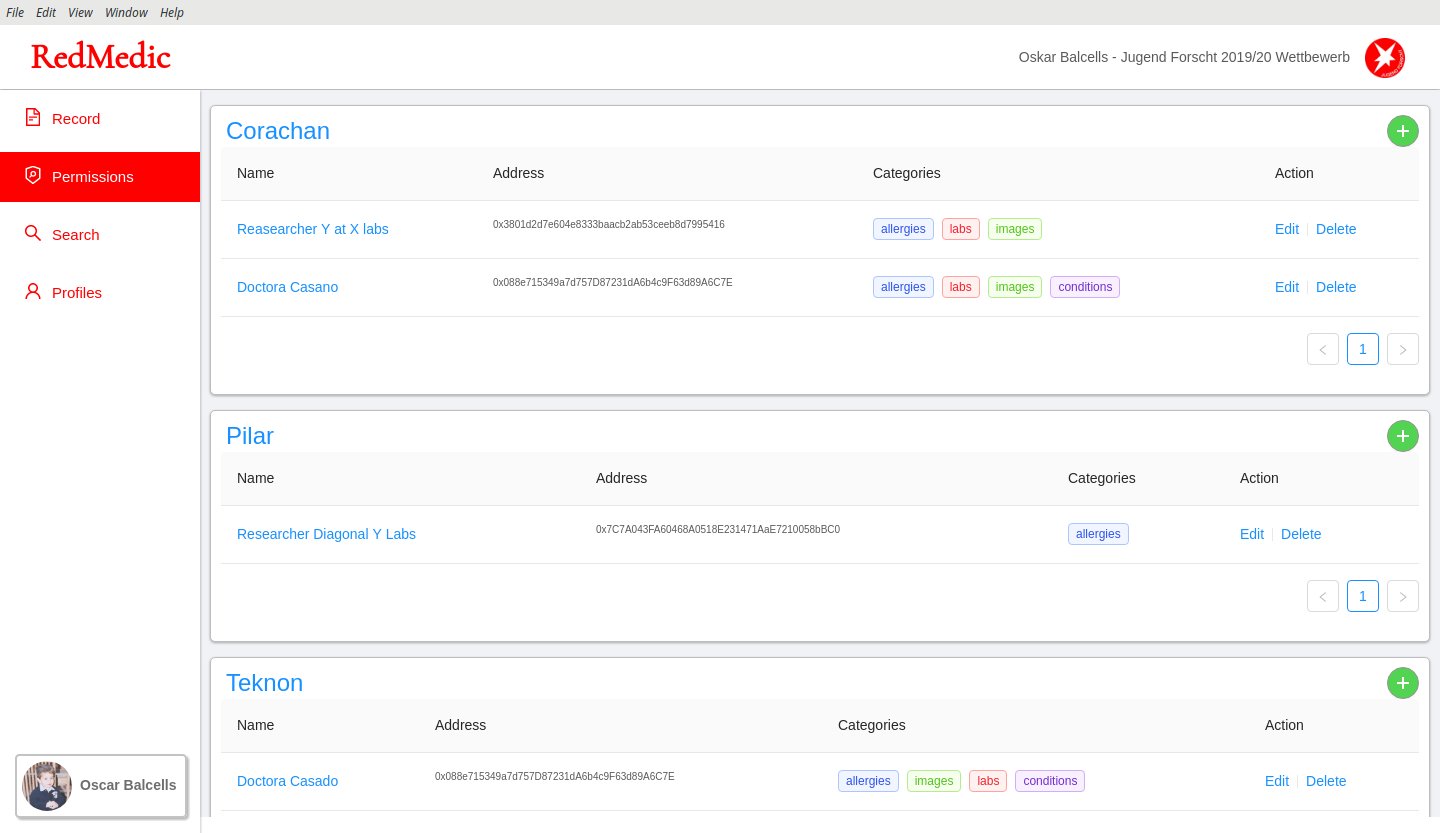 File Edit View Window Help
RedMedic
Oskar Balcells - Jugend Forscht 2019/20 Wettbewerb
Record
Permissions
Search
Profiles
Oscar Balcells
Corachan
Name Address Categories Action
Reasearcher Y at X labs 0x3801d2d7e604e8333baacb2ab53ceeb8d7995416 allergies labs images Edit Delete
Doctora Casano 0x088e715349a7d757D87231dA6b4c9F63d89A6C7E allergies labs images conditions Edit Delete
1
Pilar
Name Address Categories Action
Researcher Diagonal Y Labs 0x7C7A043FA60468A0518E231471AaE7210058bBC0 allergies Edit Delete
1
Teknon
Name Address Categories Action
Doctora Casado 0x088e715349a7d757D87231dA6b4c9F63d89A6C7E allergies images labs conditions Edit Delete